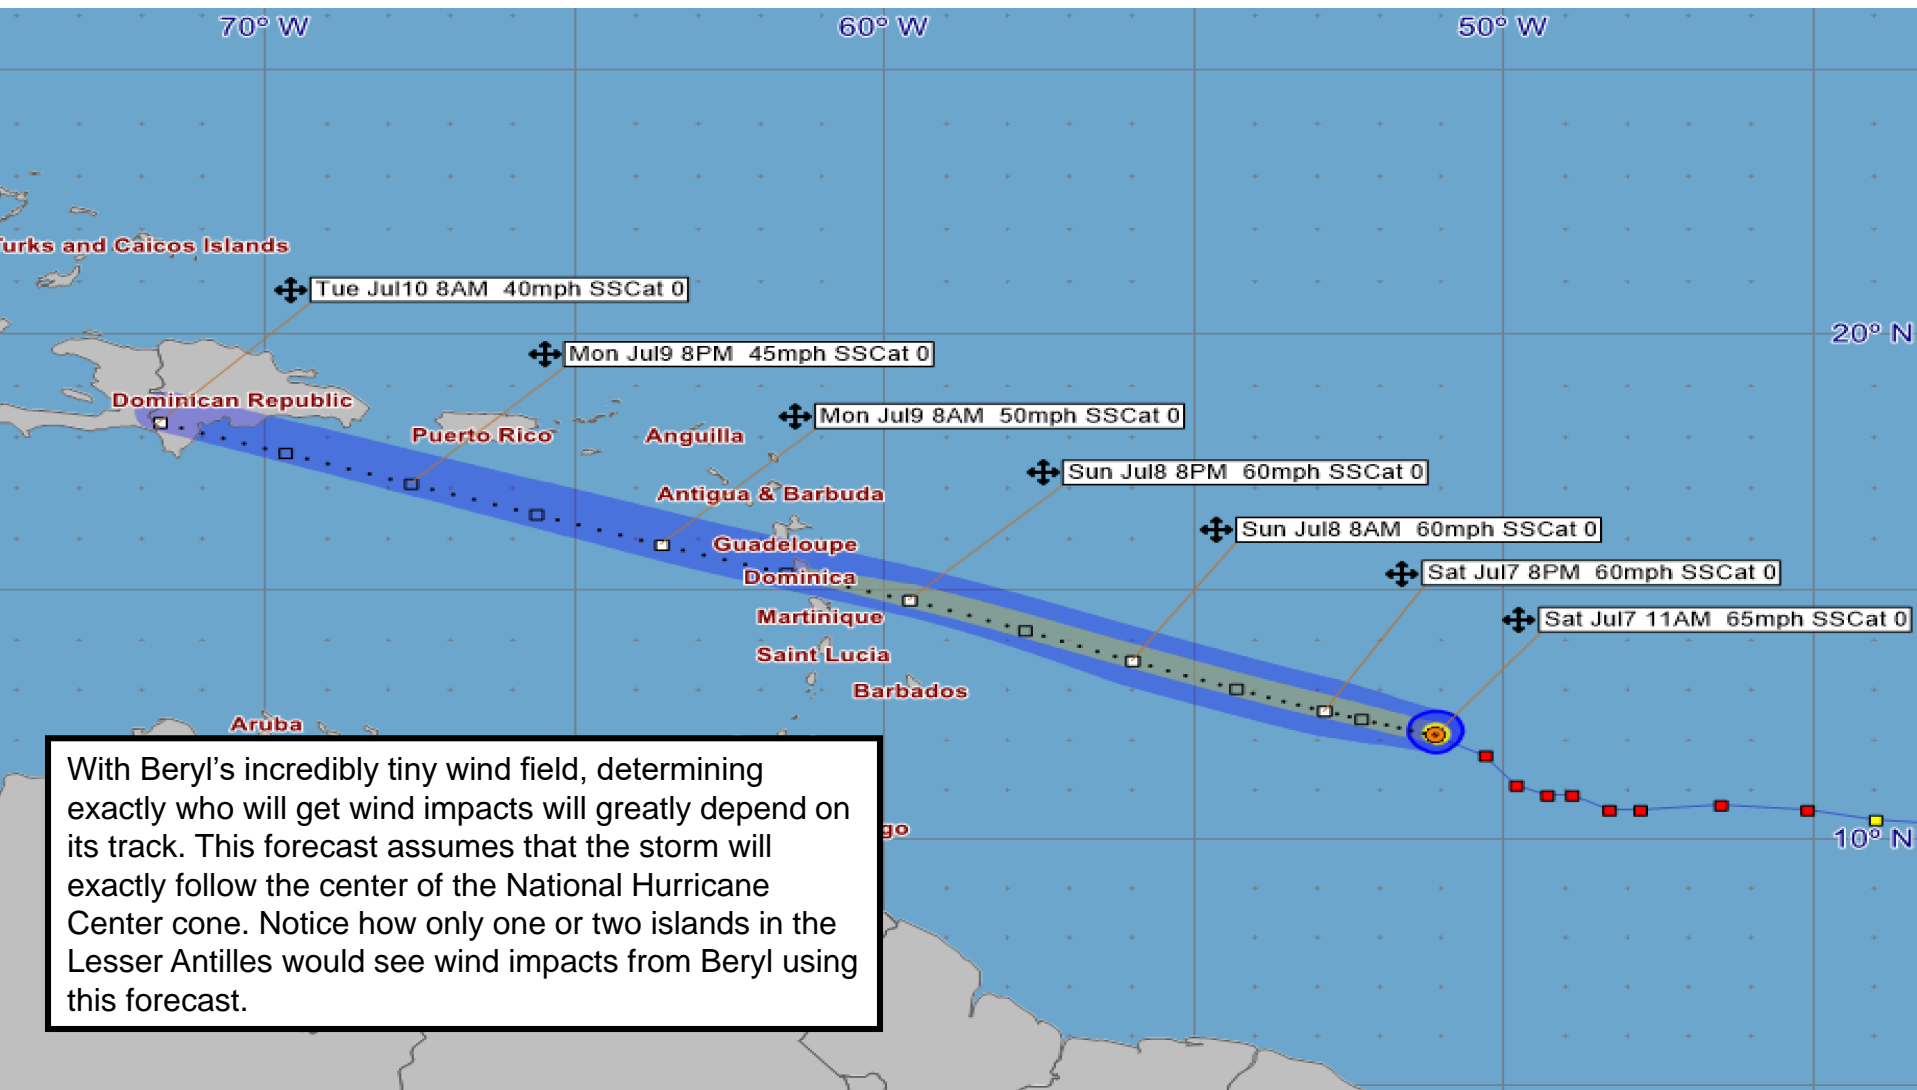 70° W
60° W
50° W
Turks and Caicos Islands
Tue Jul10 8AM 40mph SSCat 0
20° N
Mon Jul9 8PM 45mph SSCat 0
Dominican Republic
Mon Jul9 8AM 50mph SSCat 0
Puerto Rico
Anguilla
Sun Jul8 8PM 60mph SSCat 0
Antigua & Barbuda
Sun Jul8 8AM 60mph SSCat 0
Guadeloupe
Dominica
Sat Jul7 8PM 60mph SSCat 0
Martinique
Sat Jul7 11AM 65mph SSCat 0
Saint Lucia
Barbados
Aruba
With Beryl’s incredibly tiny wind field, determining
exactly who will get wind impacts will greatly depend on
its track. This forecast assumes that the storm will
exactly follow the center of the National Hurricane
Center cone. Notice how only one or two islands in the
Lesser Antilles would see wind impacts from Beryl using
this forecast.
go
10° N